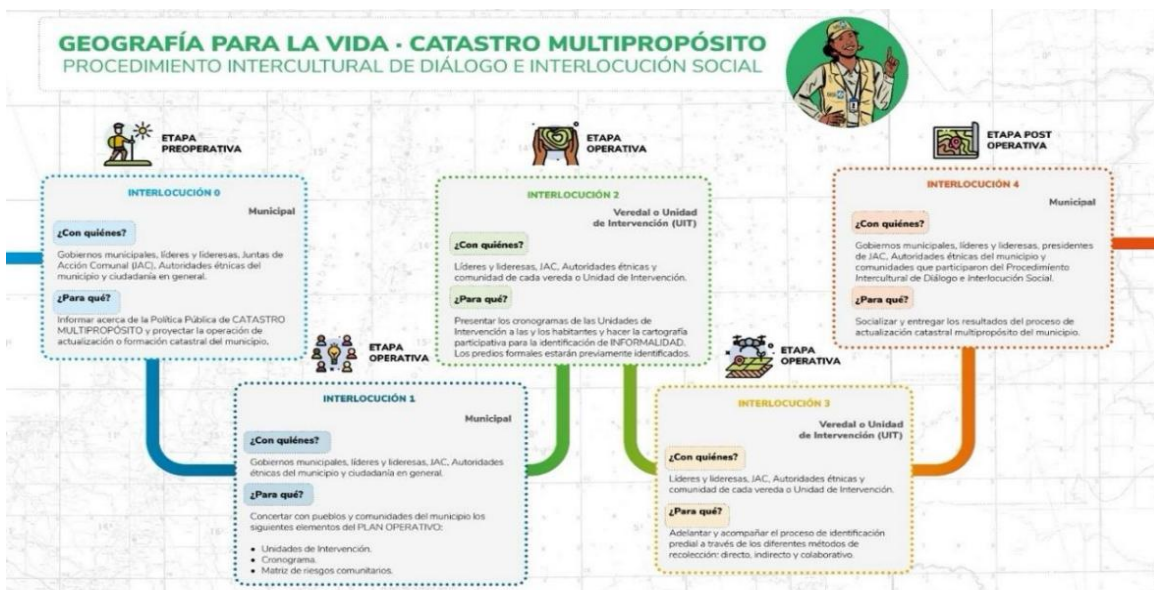 GEOGRAFÍA PARA LA VIDA · CATASTRO MULTIPROPÓSITO
PROCEDIMIENTO INTERCULTURAL DE DIÁLOGO E INTERLOCUCIÓN SOCIAL
ETAPA
PREOPERATIVA
INTERLOCUCIÓN 0
Municipal
¿Con quiénes?
Gobiernos municipales, líderes y lideresas, Juntas de
Acción Comunal (JAC), Autoridades étnicas del
municipio y ciudadanía en general.
¿Para qué?
Informar acerca de la Política Pública de CATASTRO
MULTIPROPÓSITO y proyectar la operación de
actualización o formación catastral del municipio.
ETAPA
OPERATIVA
INTERLOCUCIÓN 1
Municipal
¿Con quiénes?
Gobiernos municipales, líderes y lideresas, JAC, Autoridades
étnicas del municipio y ciudadanía en general.
¿Para qué?
Concertar con pueblos y comunidades del municipio los
siguientes elementos del PLAN OPERATIVO:
• Unidades de Intervención.
• Cronograma.
• Matriz de riesgos comunitarios.
ETAPA
OPERATIVA
INTERLOCUCIÓN 2
Veredal o Unidad
de Intervención (UIT)
¿Con quiénes?
Líderes y lideresas, JAC, Autoridades étnicas y
comunidad de cada vereda o Unidad de Intervención.
¿Para qué?
Presentar los cronogramas de las Unidades de
Intervención a las y los habitantes y hacer la cartografía
participativa para la identificación de INFORMALIDAD.
Los predios formales estarán previamente identificados.
ETAPA
OPERATIVA
INTERLOCUCIÓN 3
Veredal o Unidad
de Intervención (UIT)
¿Con quiénes?
Líderes y lideresas, JAC, Autoridades étnicas y
comunidad de cada vereda o Unidad de Intervención.
¿Para qué?
Adelantar y acompañar el proceso de identificación
predial a través de los diferentes métodos de
recolección: directo, indirecto y colaborativo.
ETAPA POST
OPERATIVA
INTERLOCUCIÓN 4
Municipal
¿Con quiénes?
Gobiernos municipales, líderes y lideresas, presidentes
de JAC, Autoridades étnicas del municipio y
comunidades que participaron del Procedimiento
Intercultural de Diálogo e Interlocución Social.
¿Para qué?
Socializar y entregar los resultados del proceso de
actualización catastral multipropósito del municipio.